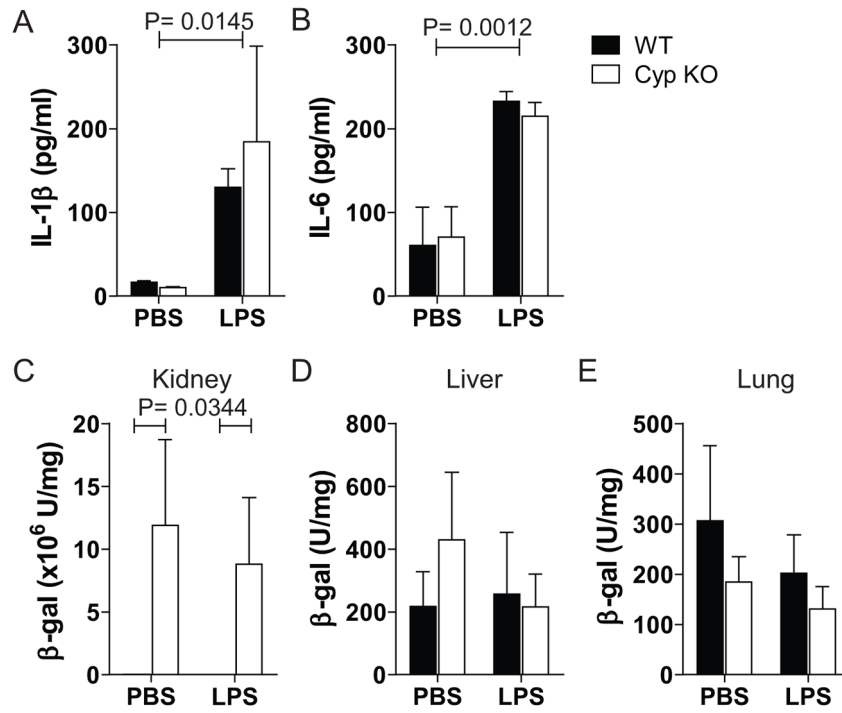 A
P= 0.0145
IL-1β (pg/ml)
300
200
100
0
PBS
LPS
B
P= 0.0012
IL-6 (pg/ml)
300
200
100
0
PBS
LPS
WT
Cyp KO
C
Kidney
P= 0.0344
β-gal (x10⁶ U/mg)
20
15
10
5
0
PBS
LPS
D
Liver
β-gal (U/mg)
800
600
400
200
0
PBS
LPS
E
Lung
β-gal (U/mg)
500
400
300
200
100
0
PBS
LPS